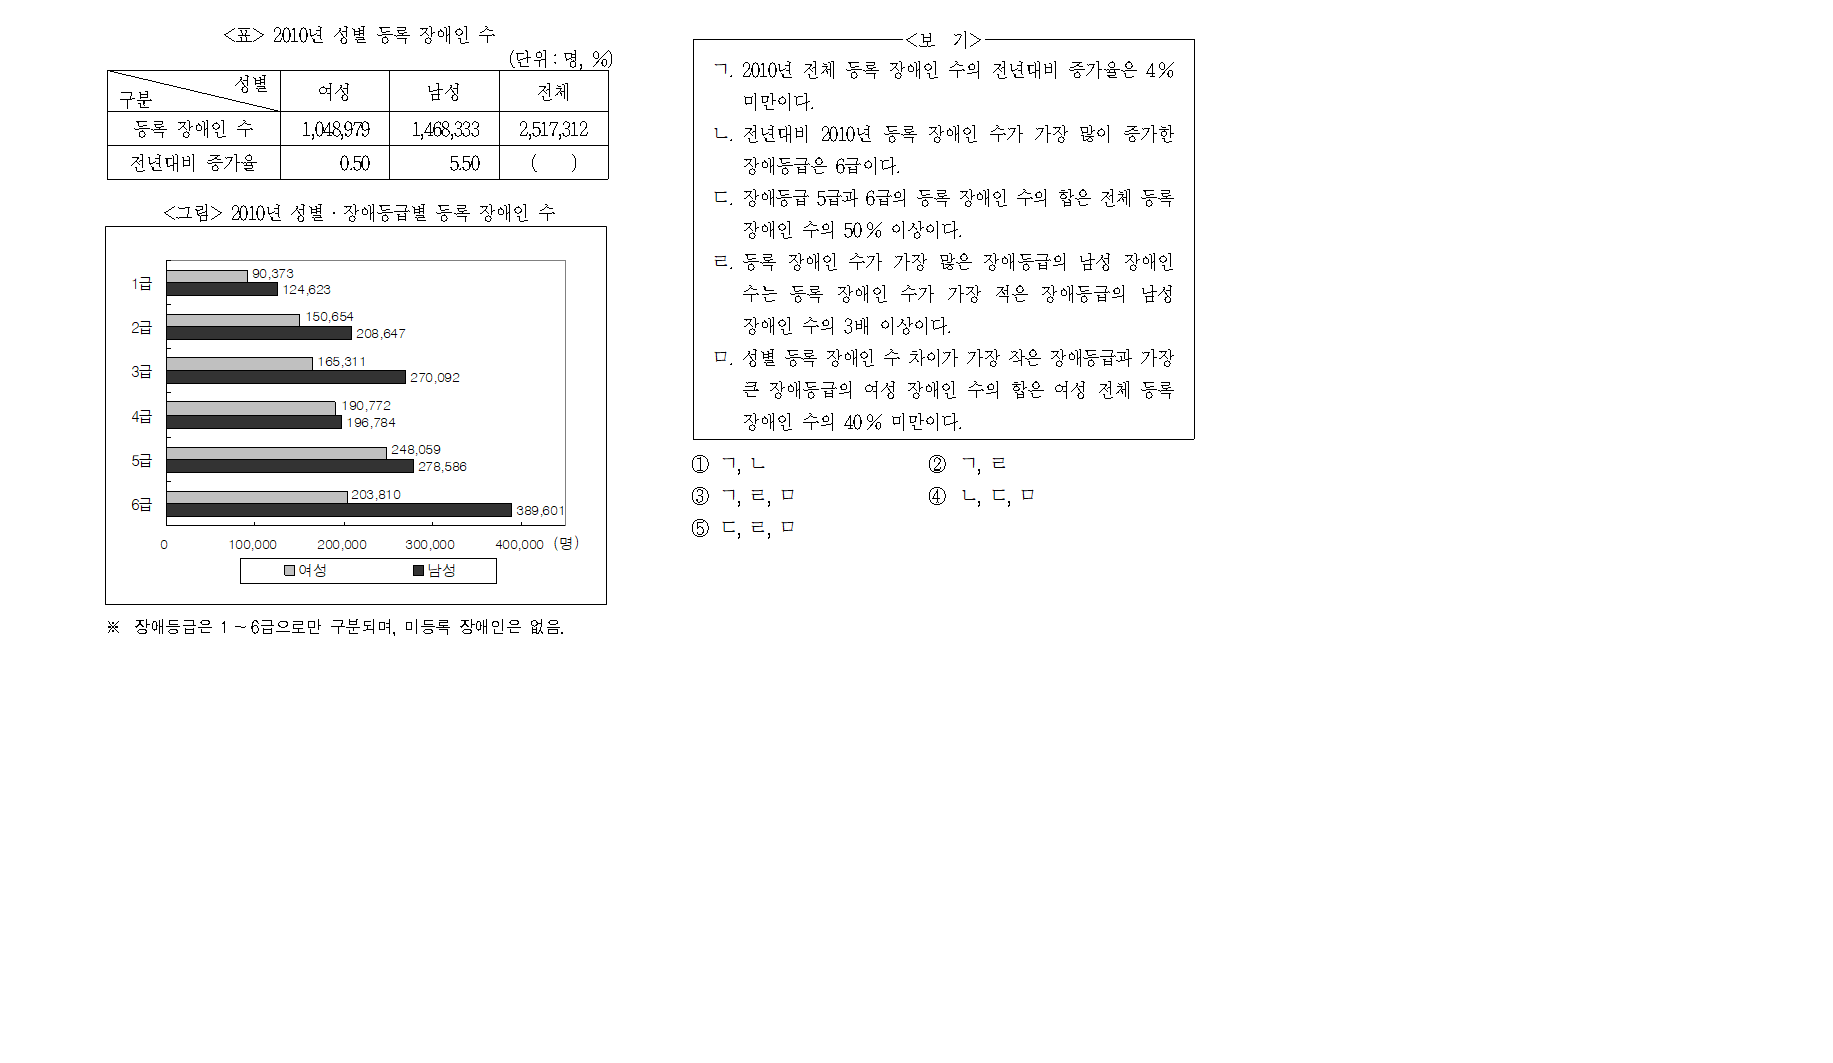 <표> 2010년 성별 등록 장애인 수
(단위 : 명, %)
성별
구분
여성 남성 전체
등록 장애인 수 1,048,979 1,468,333 2,517,312
전년대비 증가율 0.50 5.50 ( )
<그림> 2010년 성별 · 장애등급별 등록 장애인 수
1급 90,373
124,623
2급 150,654
208,647
3급 165,311
270,092
4급 190,772
196,784
5급 248,059
278,586
6급 203,810
389,601
0 100,000 200,000 300,000 400,000 (명)
여성 남성
※ 장애등급은 1 ~ 6급으로만 구분되며, 미등록 장애인은 없음.
<보 기>
ㄱ. 2010년 전체 등록 장애인 수의 전년대비 증가율은 4 %
미만이다.
ㄴ. 전년대비 2010년 등록 장애인 수가 가장 많이 증가한
장애등급은 6급이다.
ㄷ. 장애등급 5급과 6급의 등록 장애인 수의 합은 전체 등록
장애인 수의 50 % 이상이다.
ㄹ. 등록 장애인 수가 가장 많은 장애등급의 남성 장애인
수는 등록 장애인 수가 가장 적은 장애등급의 남성
장애인 수의 3배 이상이다.
ㅁ. 성별 등록 장애인 수 차이가 가장 작은 장애등급과 가장
큰 장애등급의 여성 장애인 수의 합은 여성 전체 등록
장애인 수의 40 % 미만이다.
① ㄱ, ㄴ ② ㄱ, ㄹ
③ ㄱ, ㄹ, ㅁ ④ ㄴ, ㄷ, ㅁ
⑤ ㄷ, ㄹ, ㅁ